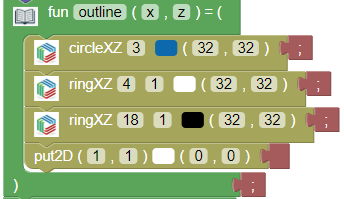 fun outline ( x , z ) = (
circleXZ 3 ( 32 , 32 ) ;
ringXZ 4 1 ( 32 , 32 ) ;
ringXZ 18 1 ( 32 , 32 ) ;
put2D ( 1 , 1 ) ( 0 , 0 )
) ;